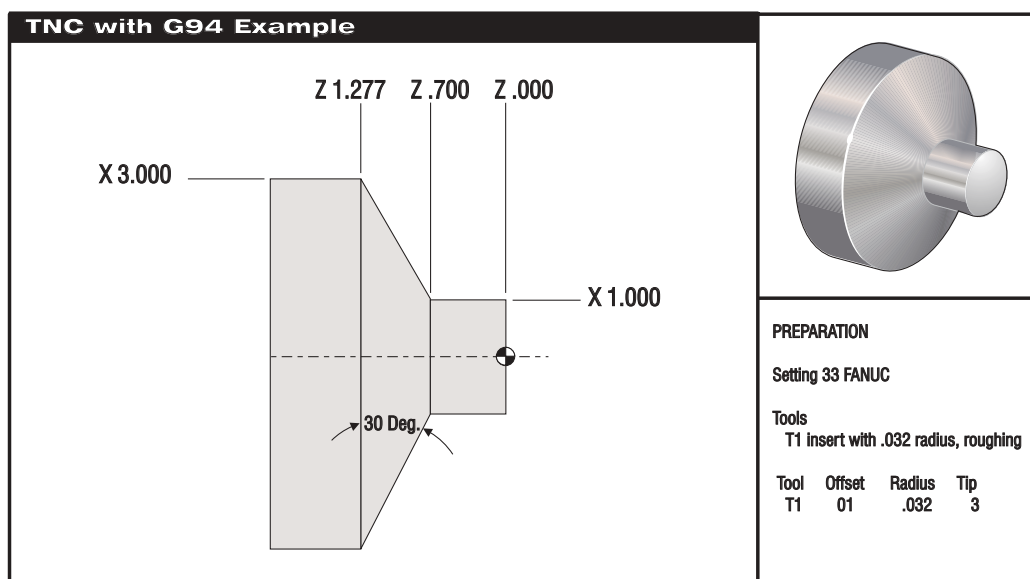 TNC with G94 Example
Z 1.277 Z .700 Z .000
X 3.000
X 1.000
30 Deg.
PREPARATION
Setting 33 FANUC
Tools
T1 insert with .032 radius, roughing
Tool Offset Radius Tip
T1 01 .032 3